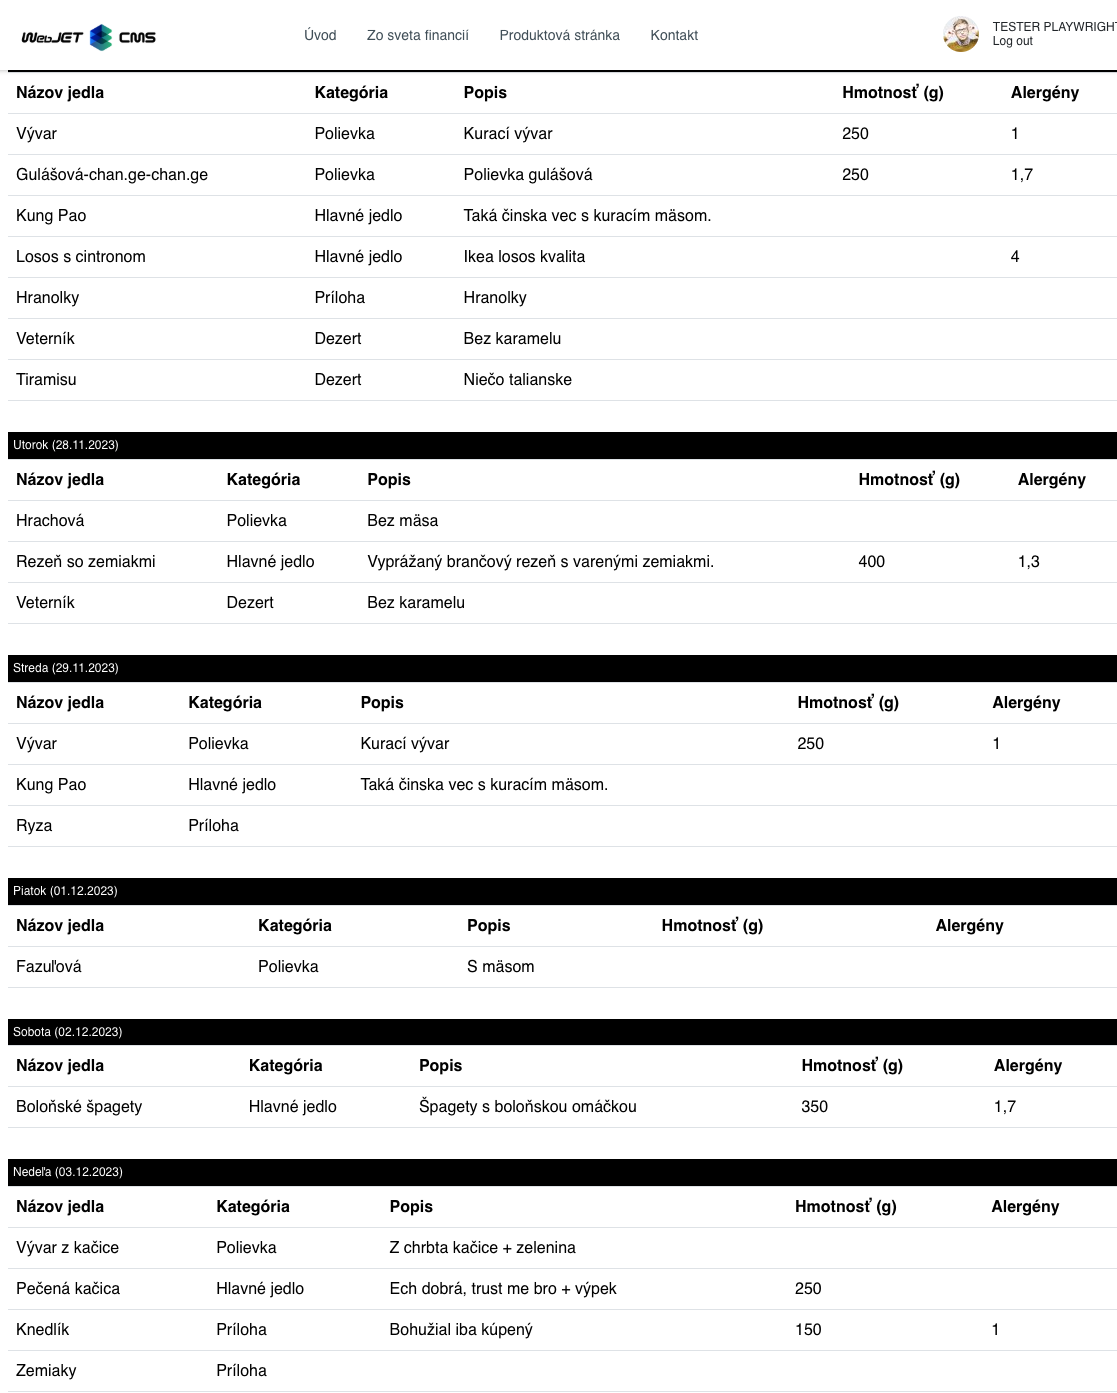 WebJET CMS Úvod Zo sveta financií Produktová stránka Kontakt TESTER PLAYWRIGHT
Log out
Názov jedla Kategória Popis Hmotnosť (g) Alergény
Vývar Polievka Kurací vývar 250 1
Gulášová-chan.ge-chan.ge Polievka Polievka gulášová 250 1,7
Kung Pao Hlavné jedlo Taká činska vec s kuracím mäsom.
Losos s cintronom Hlavné jedlo Ikea losos kvalita 4
Hranolky Príloha Hranolky
Veterník Dezert Bez karamelu
Tiramisu Dezert Niečo talianske
Utorok (28.11.2023)
Názov jedla Kategória Popis Hmotnosť (g) Alergény
Hrachová Polievka Bez mäsa
Rezeň so zemiakmi Hlavné jedlo Vyprážaný brančový rezeň s varenými zemiakmi. 400 1,3
Veterník Dezert Bez karamelu
Streda (29.11.2023)
Názov jedla Kategória Popis Hmotnosť (g) Alergény
Vývar Polievka Kurací vývar 250 1
Kung Pao Hlavné jedlo Taká činska vec s kuracím mäsom.
Ryza Príloha
Piatok (01.12.2023)
Názov jedla Kategória Popis Hmotnosť (g) Alergény
Fazuľová Polievka S mäsom
Sobota (02.12.2023)
Názov jedla Kategória Popis Hmotnosť (g) Alergény
Boloňské špagety Hlavné jedlo Špagety s boloňskou omáčkou 350 1,7
Nedeľa (03.12.2023)
Názov jedla Kategória Popis Hmotnosť (g) Alergény
Vývar z kačice Polievka Z chrbta kačice + zelenina
Pečená kačica Hlavné jedlo Ech dobrá, trust me bro + výpek 250
Knedlík Príloha Bohužial iba kúpený 150 1
Zemiaky Príloha